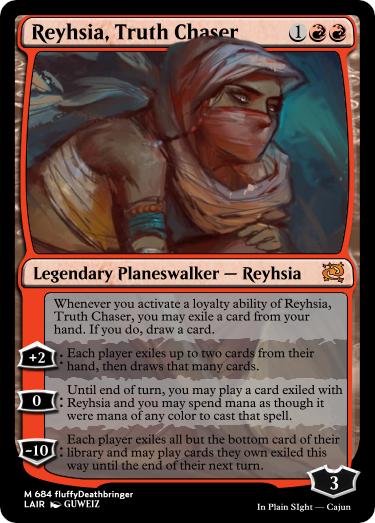 Reyhsia, Truth Chaser 1
Legendary Planeswalker — Reyhsia
Whenever you activate a loyalty ability of Reyhsia,
Truth Chaser, you may exile a card from your
hand. If you do, draw a card.
+2 : Each player exiles up to two cards from their
hand, then draws that many cards.
0 : Until end of turn, you may play a card exiled with
Reyhsia and you may spend mana as though it
were mana of any color to cast that spell.
-10 : Each player exiles all but the bottom card of their
library and may play cards they own exiled
this way until the end of their next turn.
3
M 684 fluffyDeathbringer
LAIR GUWEIZ
In Plain SIght — Cajun